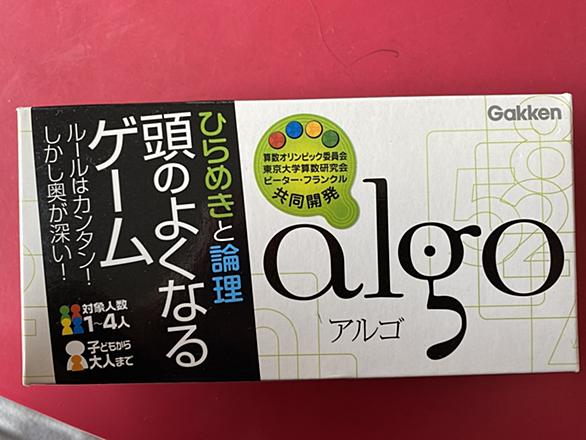 ひらめきと論理
頭のよくなる
ゲーム
ルールはカンタン!
しかし奥が深い!
対象人数
1~4人
子どもから
大人まで
算数オリンピック委員会
東京大学算数研究会
ピーター・フランクル
共同開発
Gakken
algo
アルゴ